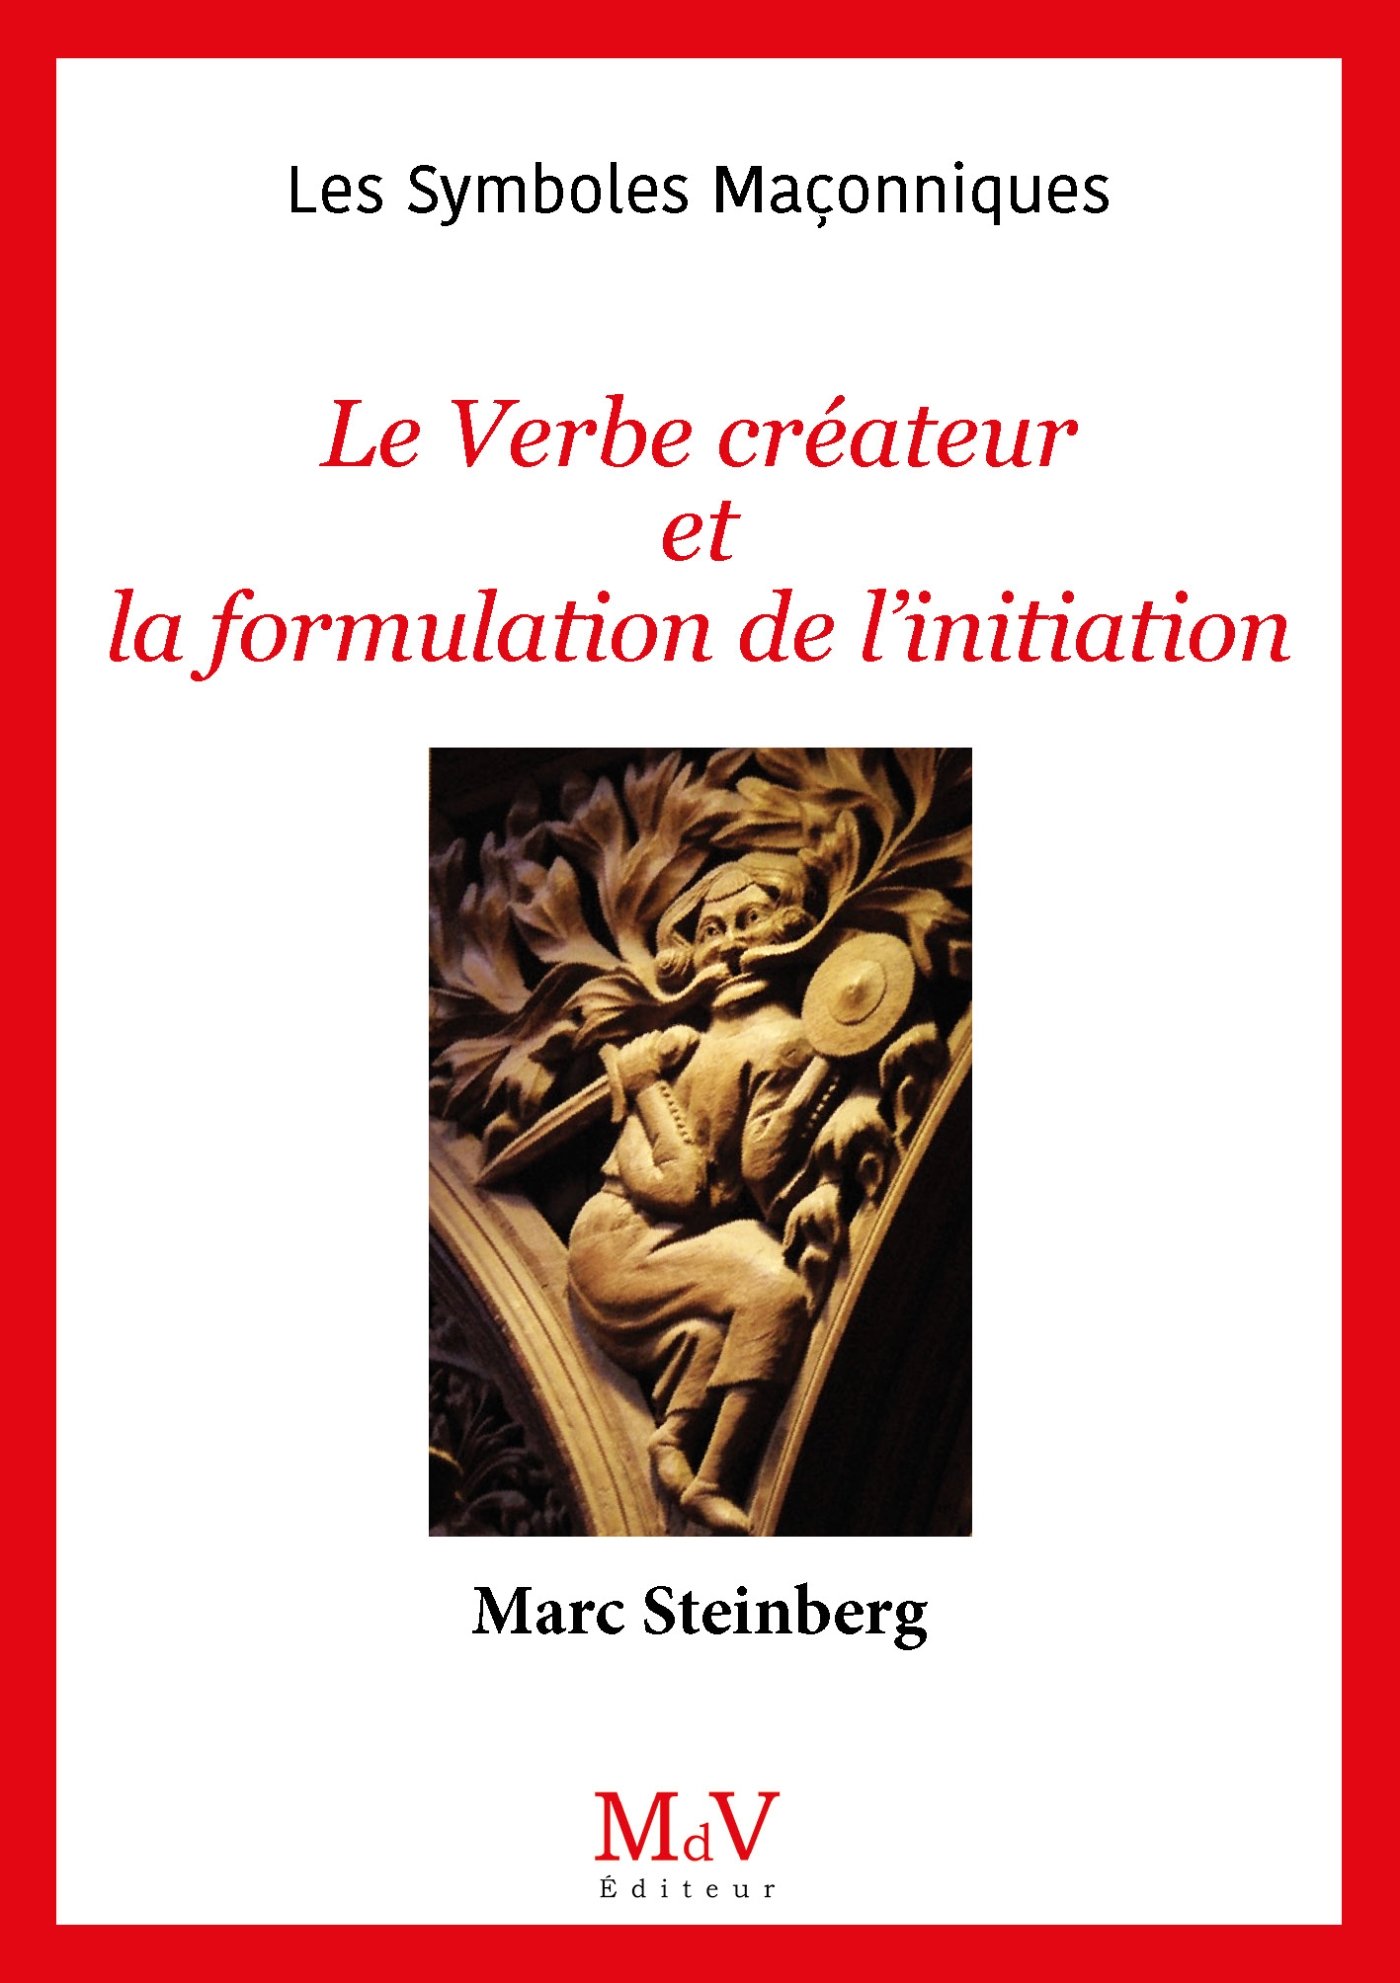 Les Symboles Maçonniques
Le Verbe créateur
et
la formulation de l’initiation
Marc Steinberg
MdV
Éditeur